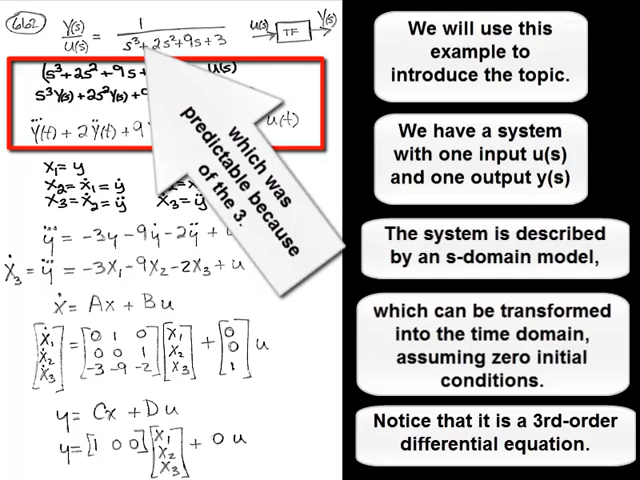 6.62
Y(s)/U(s) = 1/(s³+2s²+9s+3)
U(s) → TF → Y(s)
(s³+2s²+9s+ U(s)
s³Y(s)+2s²Y(s)+9
y⃛(t)+2ÿ(t)+9 u(t)
x₁=y
x₂=ẋ₁=ẏ
x₃=ẋ₂=ÿ
y⃛ = -3y-9ẏ-2ÿ+u
ẋ₃=y⃛=-3x₁-9x₂-2x₃+u
ẋ = Ax+Bu
[ẋ₁ ẋ₂ ẋ₃] = [0 1 0; 0 0 1; -3 -9 -2] [x₁ x₂ x₃] + [0 0 1] u
y= Cx +Du
y= [1 0 0] [x₁ x₂ x₃] + 0 u
which was
predictable because
of the 3.
We will use this
example to
introduce the topic.
We have a system
with one input u(s)
and one output y(s)
The system is described
by an s-domain model,
which can be transformed
into the time domain,
assuming zero initial
conditions.
Notice that it is a 3rd-order
differential equation.